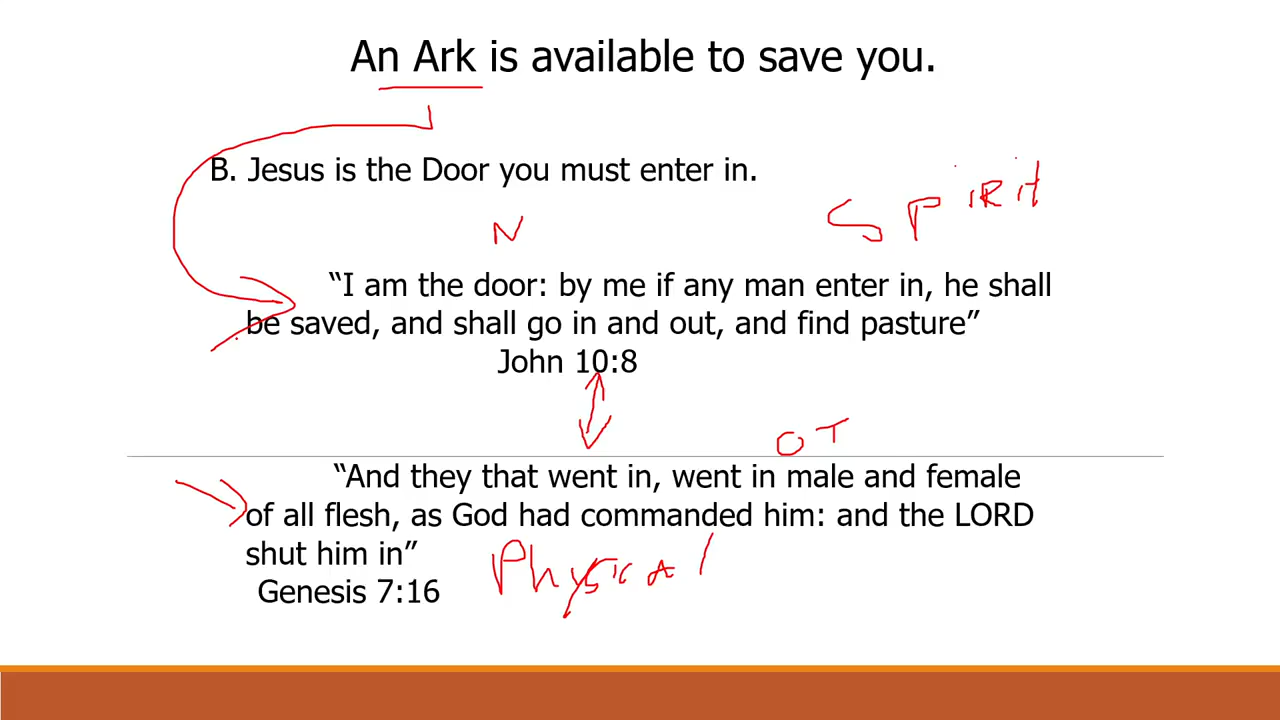 An Ark is available to save you.
B. Jesus is the Door you must enter in.
SPIRIt
N
“I am the door: by me if any man enter in, he shall
be saved, and shall go in and out, and find pasture”
John 10:8
OT
“And they that went in, went in male and female
of all flesh, as God had commanded him: and the LORD
shut him in”
PhysicAl
Genesis 7:16